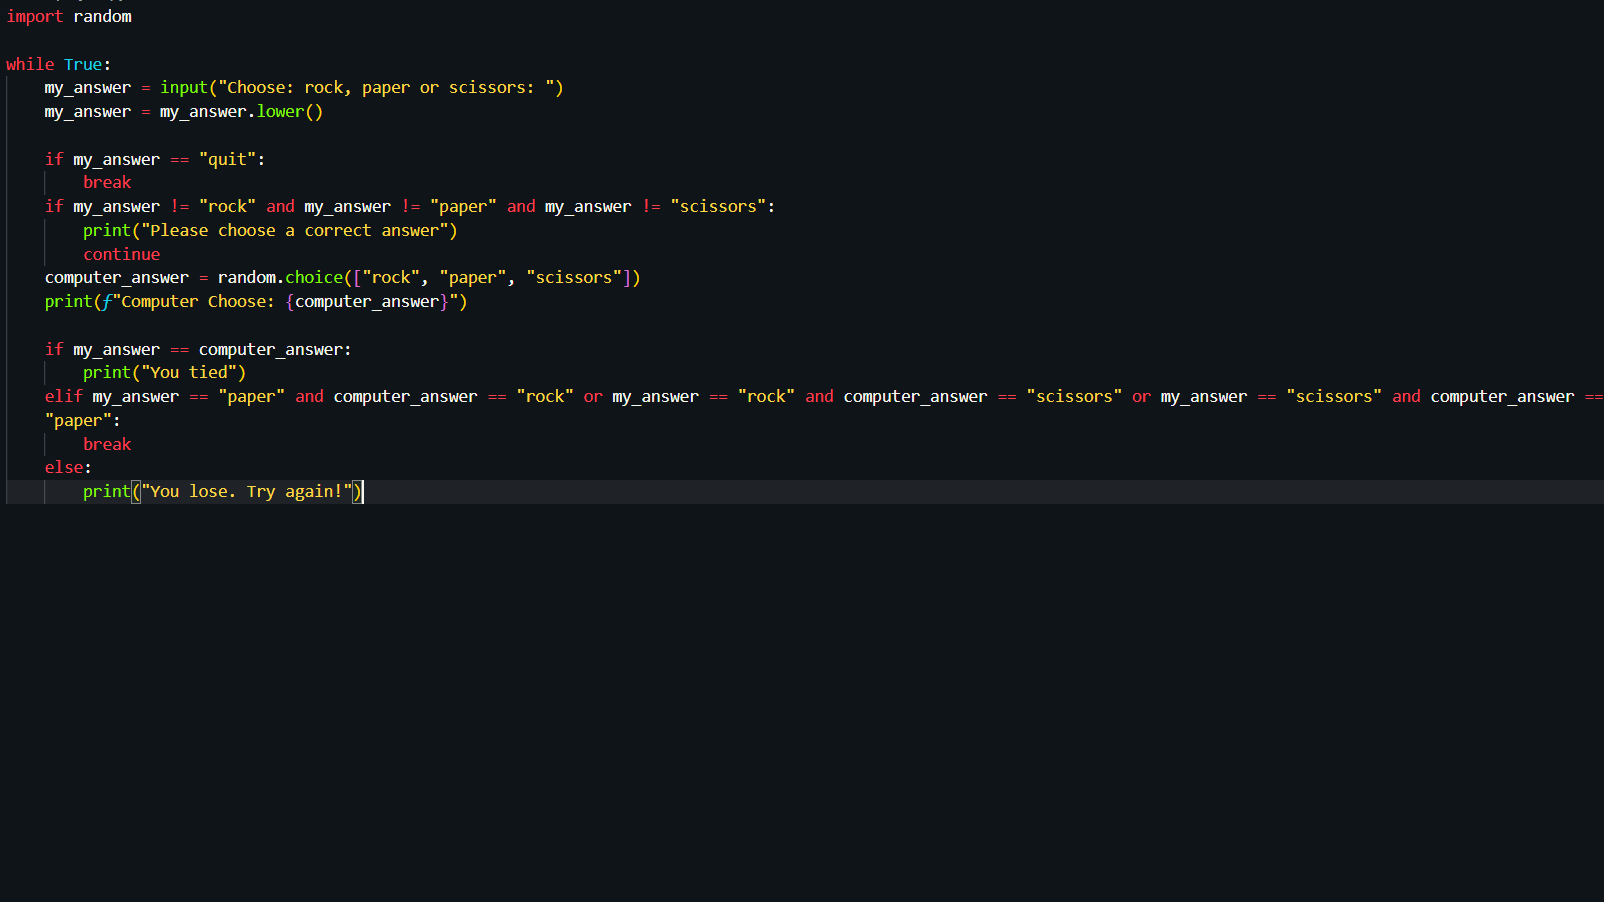 import random
while True:
my_answer = input("Choose: rock, paper or scissors: ")
my_answer = my_answer.lower()
if my_answer == "quit":
break
if my_answer != "rock" and my_answer != "paper" and my_answer != "scissors":
print("Please choose a correct answer")
continue
computer_answer = random.choice(["rock", "paper", "scissors"])
print(f"Computer Choose: {computer_answer}")
if my_answer == computer_answer:
print("You tied")
elif my_answer == "paper" and computer_answer == "rock" or my_answer == "rock" and computer_answer == "scissors" or my_answer == "scissors" and computer_answer ==
"paper":
break
else:
print("You lose. Try again!")